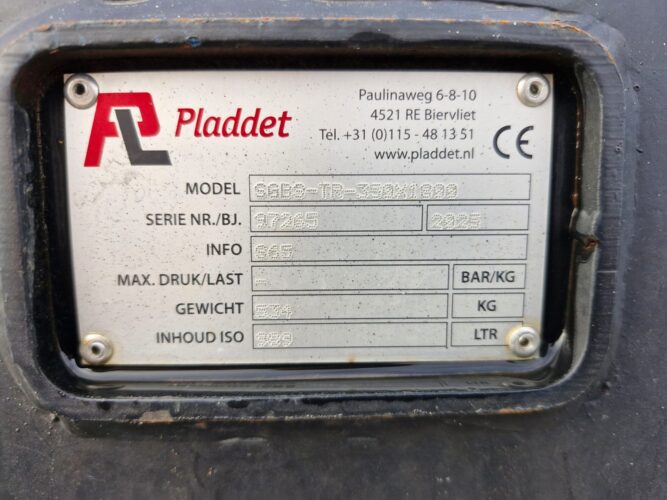 PL Pladdet
Paulinaweg 6-8-10
4521 RE Biervliet
Tel. +31 (0)115 - 48 13 51
www.pladdet.nl
CE
MODEL SGBS-TR-350X1800
SERIE NR./BJ. 97265 2025
INFO S65
MAX. DRUK/LAST - BAR/KG
GEWICHT KG
INHOUD ISO LTR